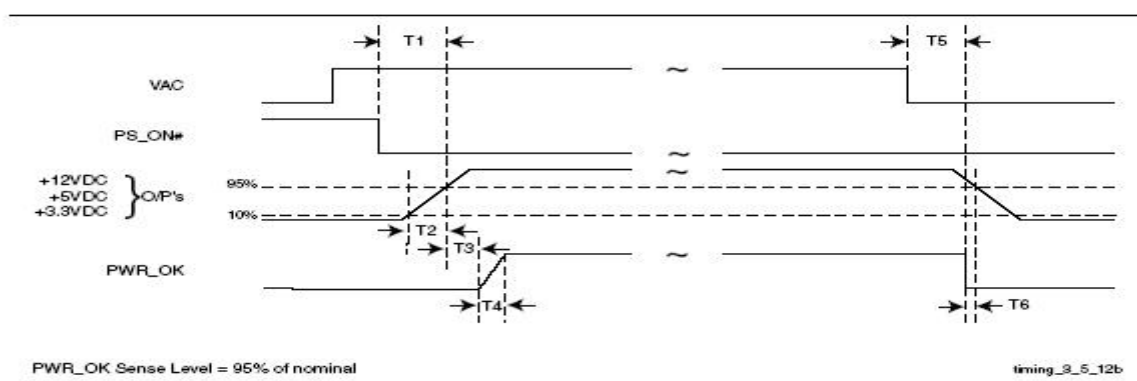 T1
T5
VAC
~
PS_ON#
~
+12VDC
+5VDC
+3.3VDC
} O/P's
95%
10%
~
T2
T3
PWR_OK
~
T4
T6
PWR_OK Sense Level = 95% of nominal
timing_3_5_12b